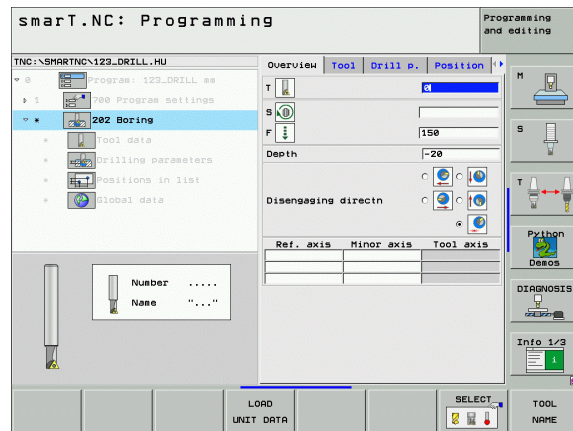 smarT.NC: Programming
Programming
and editing
TNC:\SMARTNC\123_DRILL.HU
0 Program: 123_DRILL mm
1 700 Program settings
* 202 Boring
* Tool data
* Drilling parameters
* Positions in list
* Global data
Overview Tool Drill p. Position
T 0
S
F 150
Depth -20
Disengaging directn
Ref. axis Minor axis Tool axis
Number .....
Name "..."
M
S
T
Python
Demos
DIAGNOSIS
Info 1/3
LOAD
UNIT DATA
SELECT
TOOL
NAME